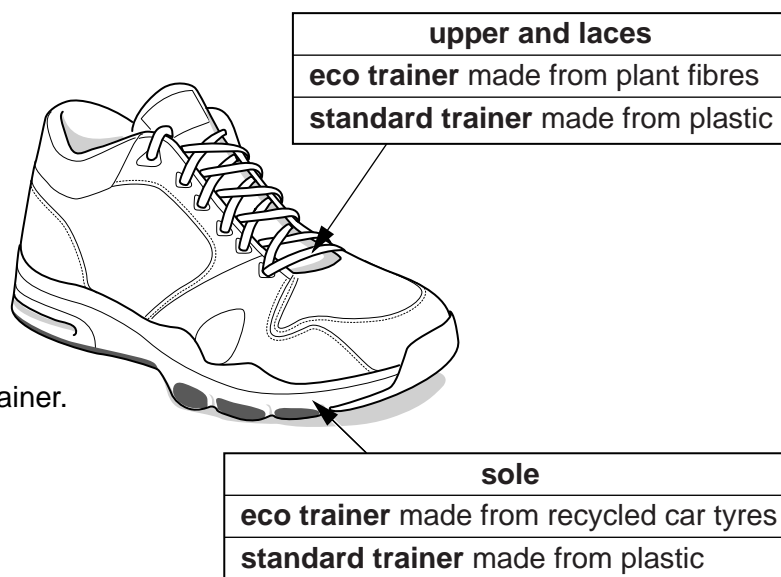 upper and laces
eco trainer made from plant fibres
standard trainer made from plastic
ainer.
sole
eco trainer made from recycled car tyres
standard trainer made from plastic